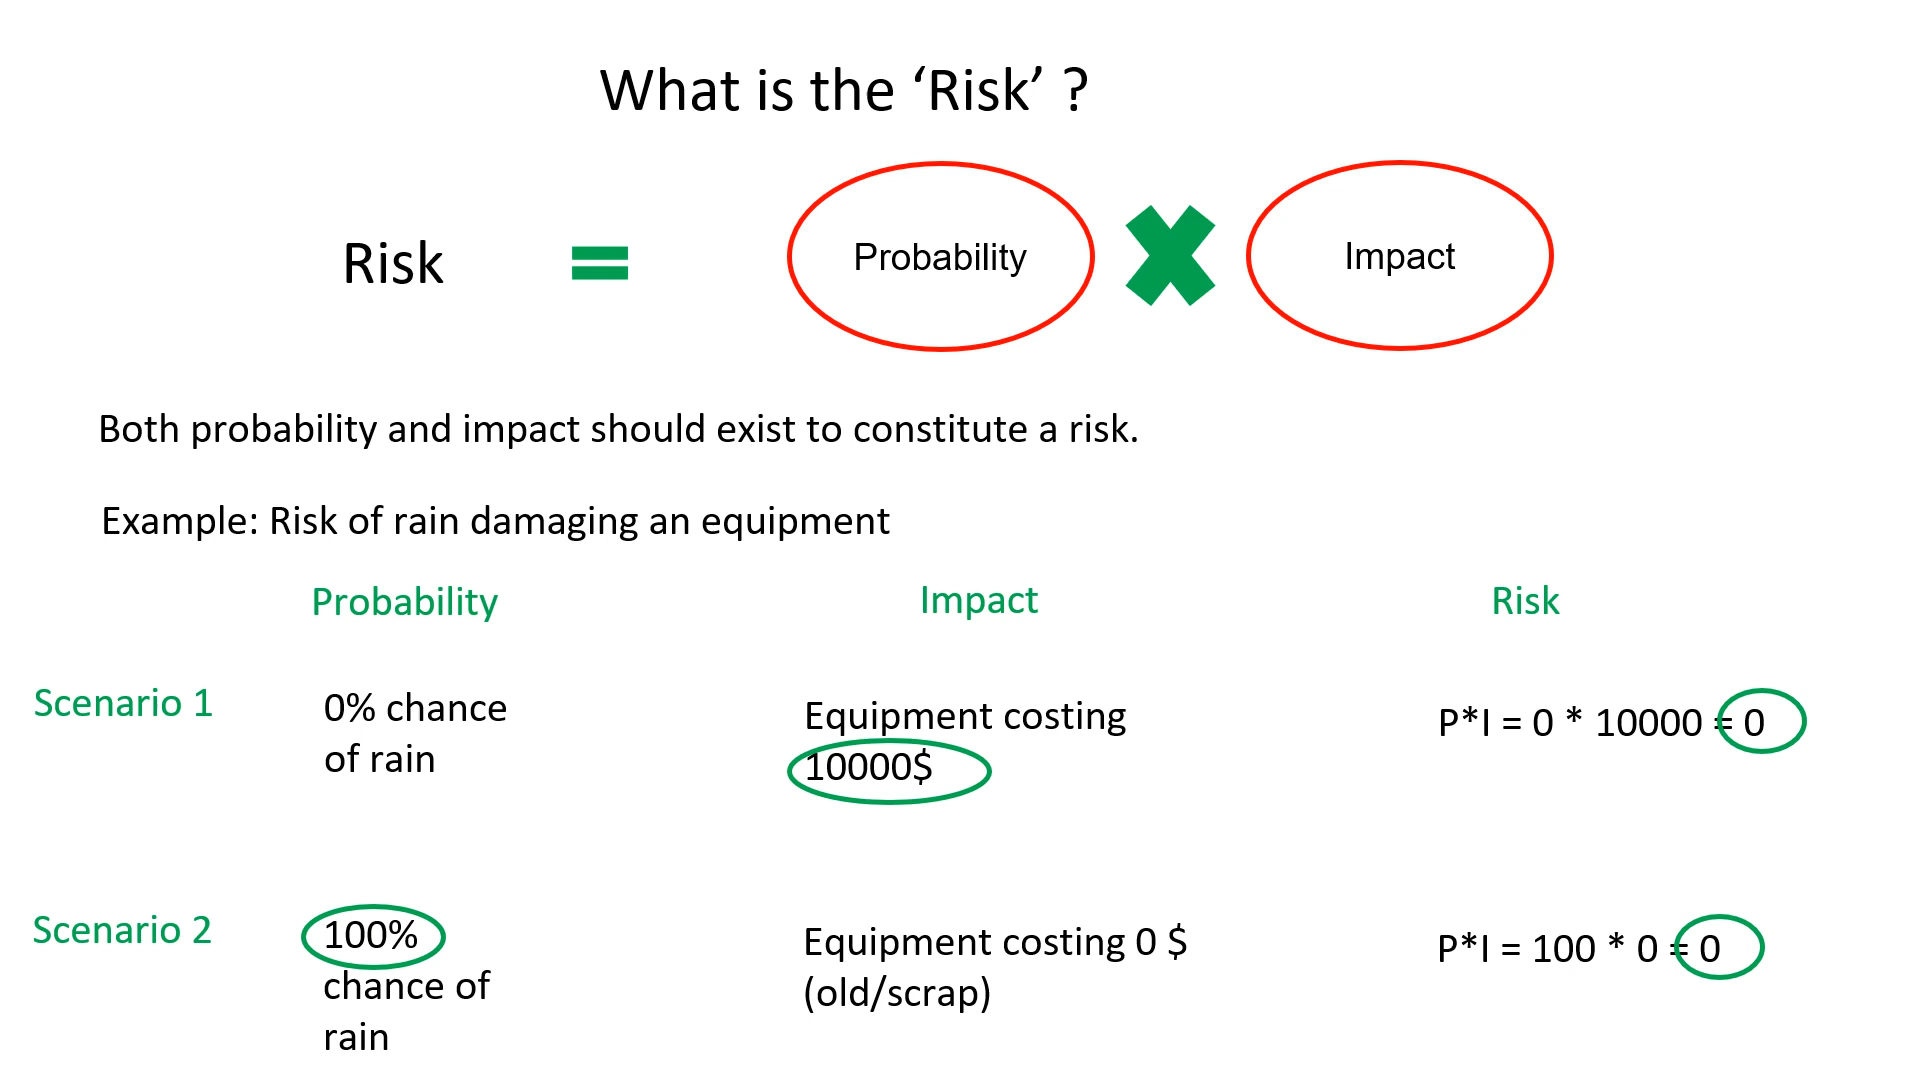 What is the ‘Risk’ ?
Risk = Probability ✖ Impact
Both probability and impact should exist to constitute a risk.
Example: Risk of rain damaging an equipment
Probability Impact Risk
Scenario 1
0% chance
of rain
Equipment costing
10000$
P*I = 0 * 10000 = 0
Scenario 2
100%
chance of
rain
Equipment costing 0 $
(old/scrap)
P*I = 100 * 0 = 0